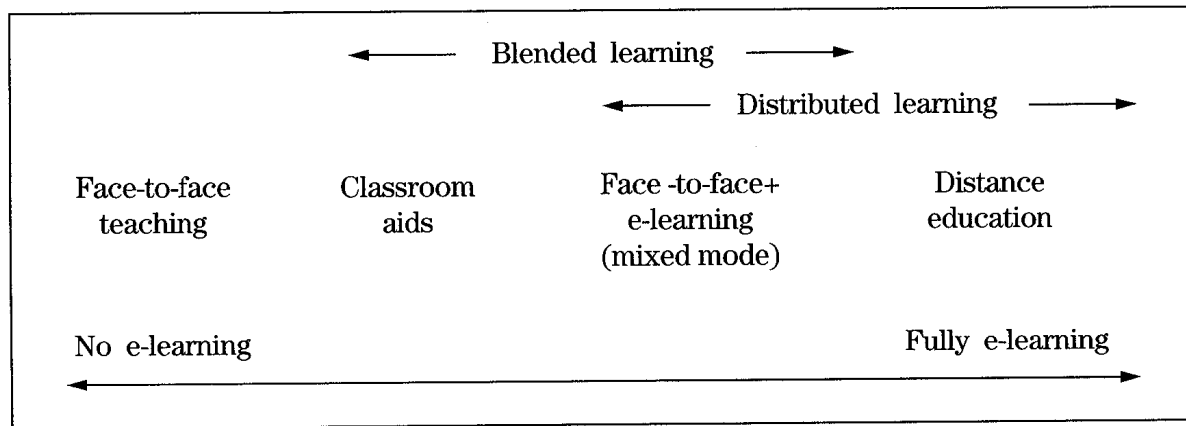 Blended learning
Distributed learning
Face-to-face
teaching
Classroom
aids
Face -to-face+
e-learning
(mixed mode)
Distance
education
No e-learning
Fully e-learning